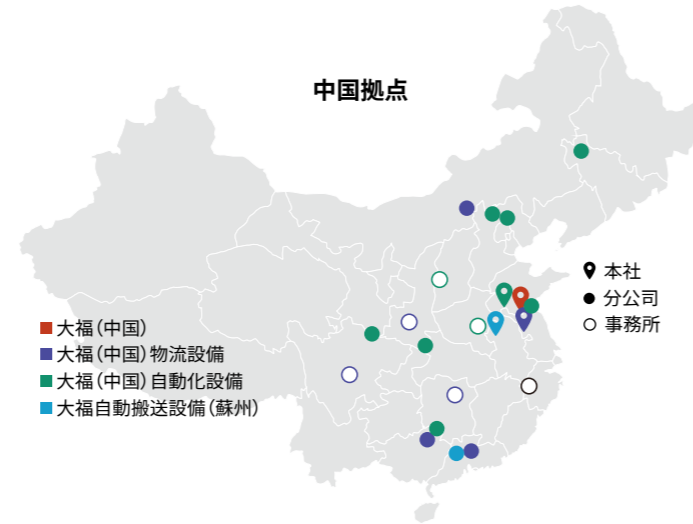 中国拠点
本社
分公司
事務所
大福（中国）
大福（中国）物流設備
大福（中国）自動化設備
大福自動搬送設備（蘇州）